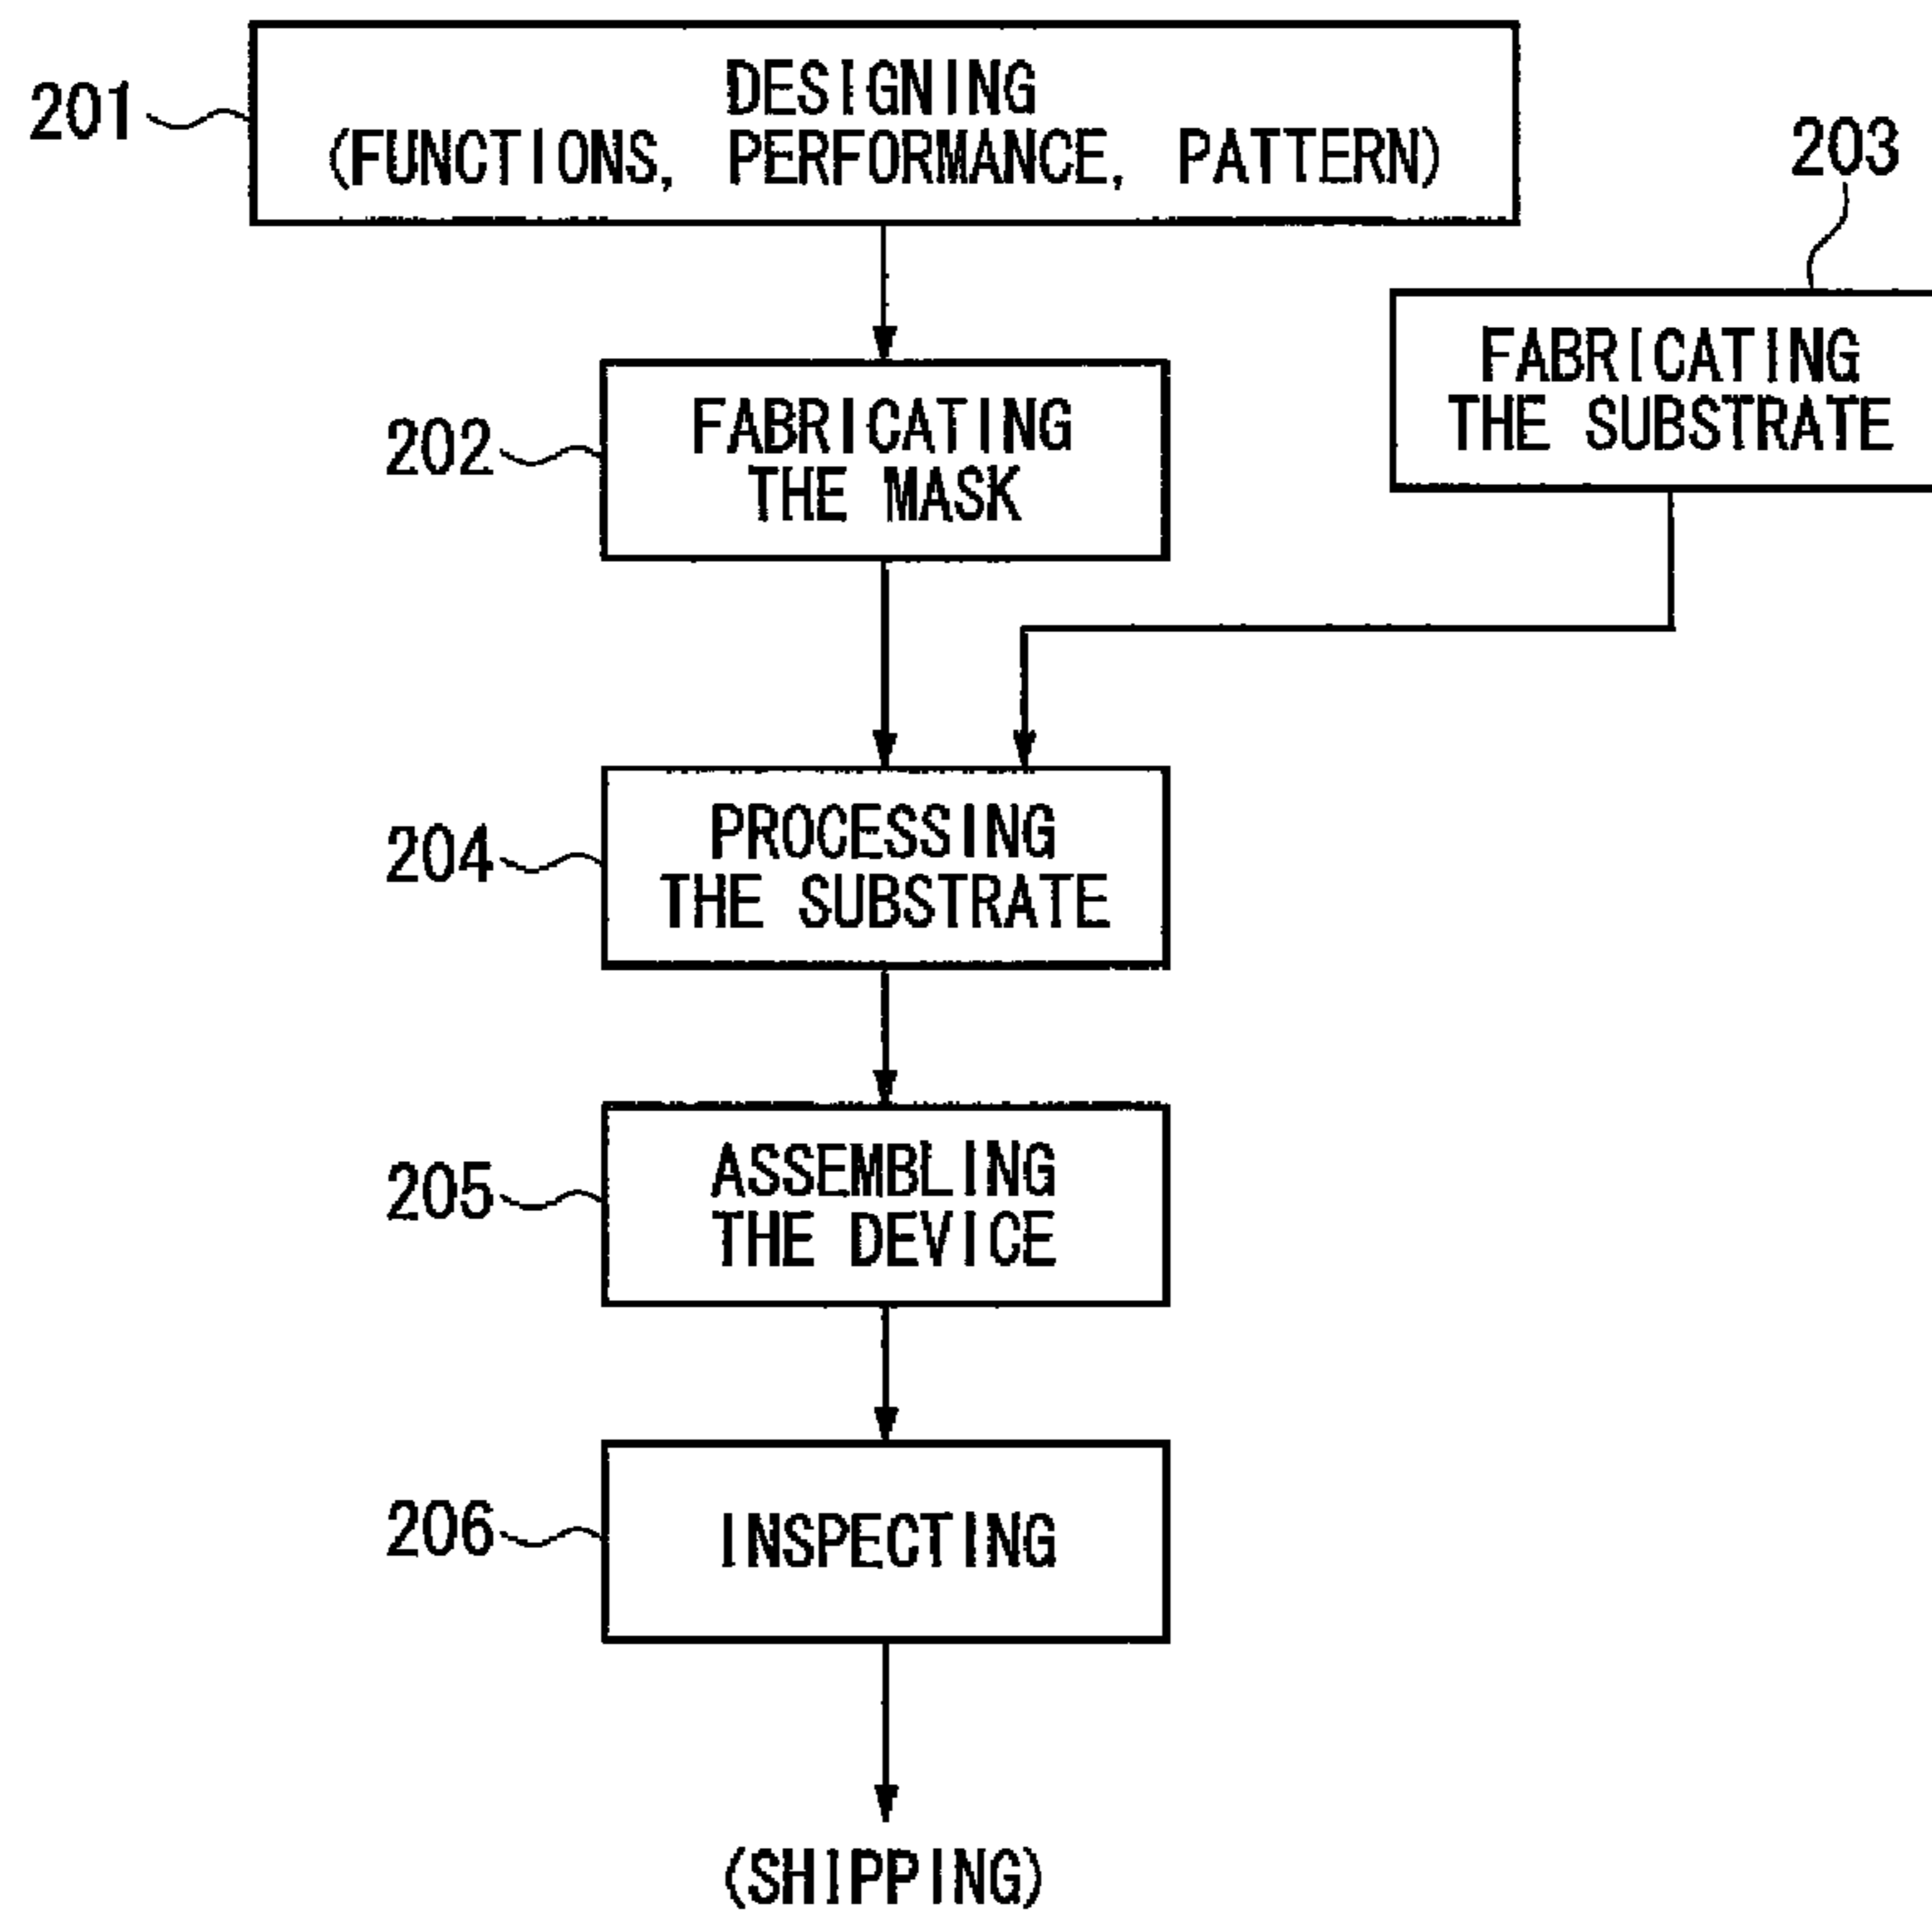 201
DESIGNING
(FUNCTIONS, PERFORMANCE, PATTERN)
203
FABRICATING
THE SUBSTRATE
202
FABRICATING
THE MASK
204
PROCESSING
THE SUBSTRATE
205
ASSEMBLING
THE DEVICE
206
INSPECTING
(SHIPPING)